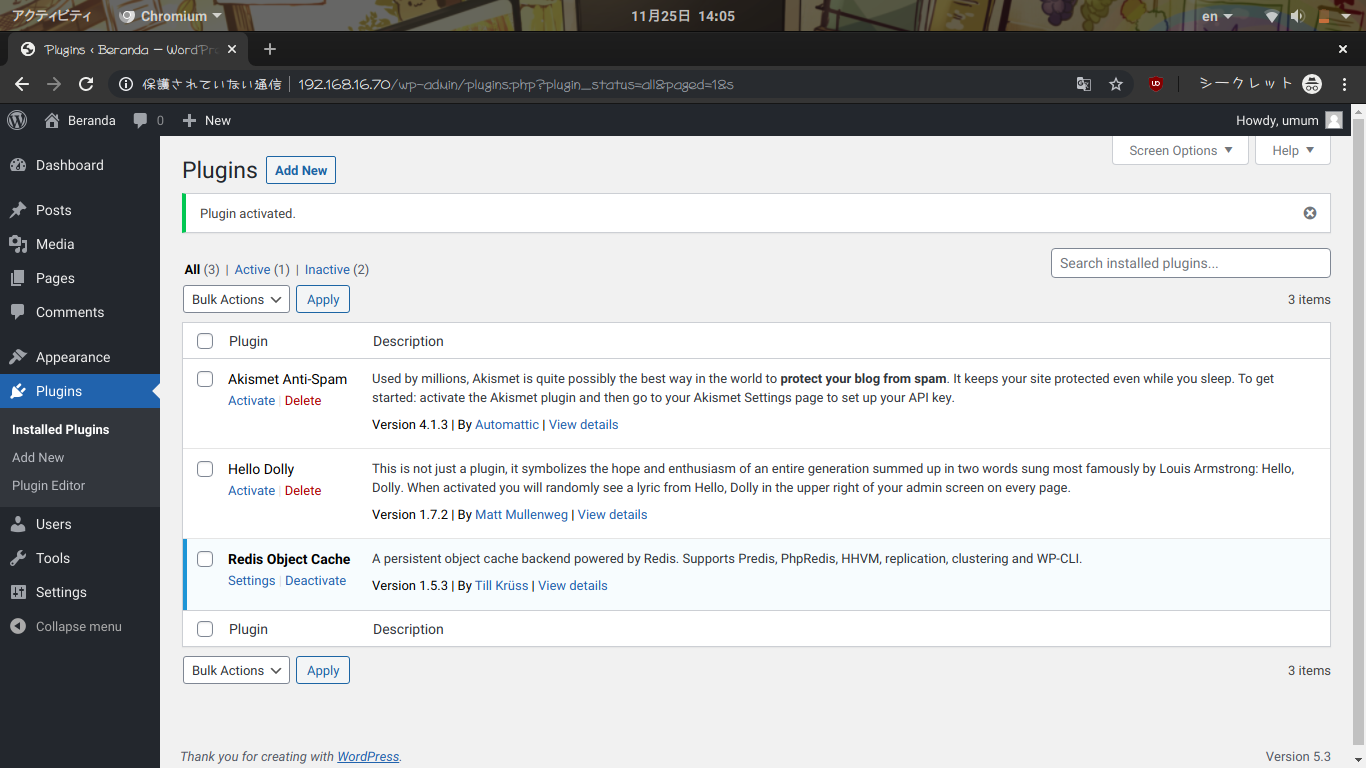 アクティビティ
Chromium
11月25日 14:05
en
Plugins ‹ Beranda — WordPr
保護されていない通信
192.168.16.70/wp-admin/plugins.php?plugin_status=all&paged=1&s
シークレット
Beranda
0
New
Howdy, umum
Dashboard
Posts
Media
Pages
Comments
Appearance
Plugins
Installed Plugins
Add New
Plugin Editor
Users
Tools
Settings
Collapse menu
Screen Options
Help
Plugins
Add New
Plugin activated.
All (3) | Active (1) | Inactive (2)
Search installed plugins...
Bulk Actions
Apply
3 items
Plugin
Description
Akismet Anti-Spam
Activate | Delete
Used by millions, Akismet is quite possibly the best way in the world to protect your blog from spam. It keeps your site protected even while you sleep. To get
started: activate the Akismet plugin and then go to your Akismet Settings page to set up your API key.
Version 4.1.3 | By Automattic | View details
Hello Dolly
Activate | Delete
This is not just a plugin, it symbolizes the hope and enthusiasm of an entire generation summed up in two words sung most famously by Louis Armstrong: Hello,
Dolly. When activated you will randomly see a lyric from Hello, Dolly in the upper right of your admin screen on every page.
Version 1.7.2 | By Matt Mullenweg | View details
Redis Object Cache
Settings | Deactivate
A persistent object cache backend powered by Redis. Supports Predis, PhpRedis, HHVM, replication, clustering and WP-CLI.
Version 1.5.3 | By Till Krüss | View details
Plugin
Description
Bulk Actions
Apply
3 items
Thank you for creating with WordPress.
Version 5.3